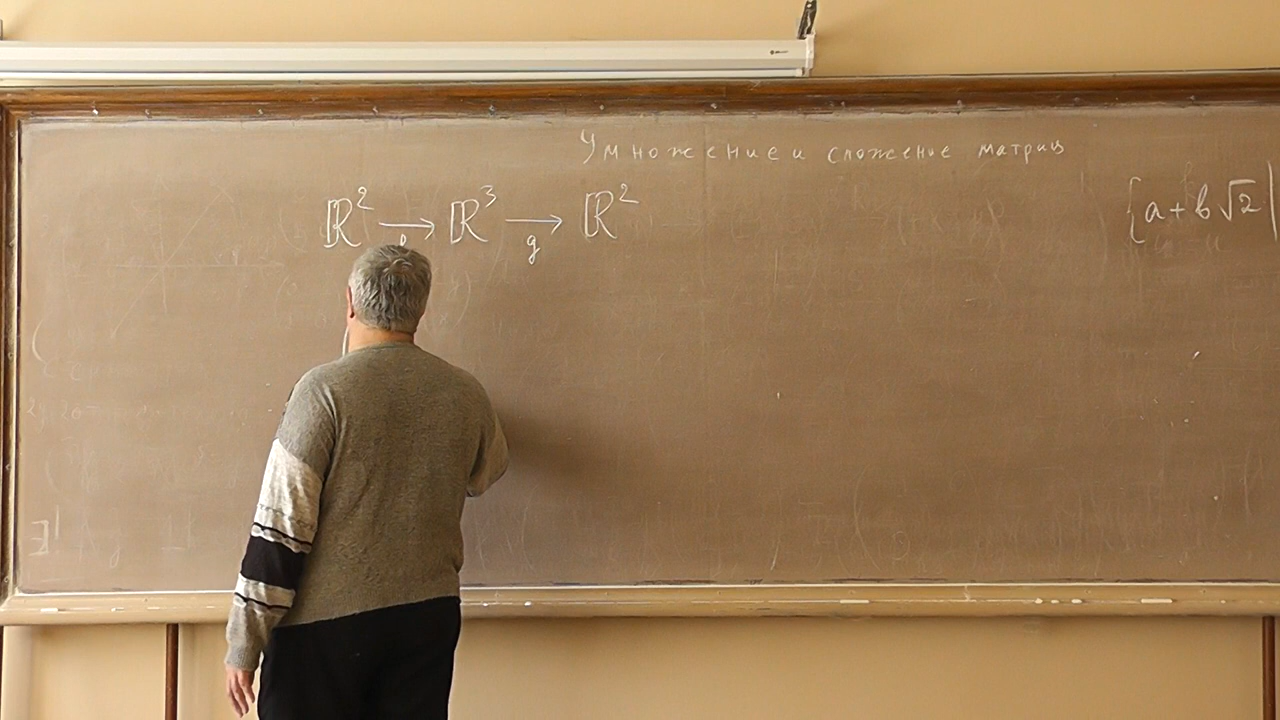 Умножение и сложение матриц
ℝ² → ℝ³ → ℝ²
g
{a+b√2|